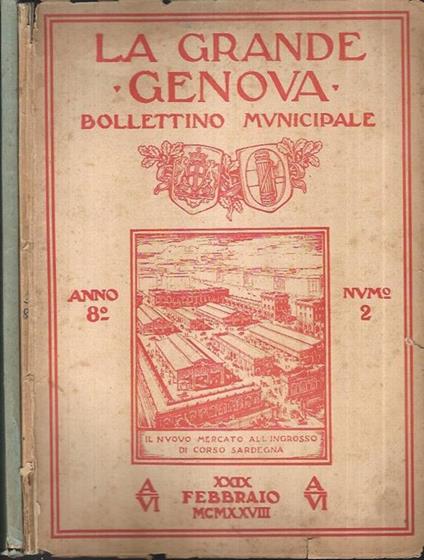 LA GRANDE
· GENOVA ·
BOLLETTINO MVNICIPALE
ANNO
8º
NVMº
2
IL NUOVO MERCATO ALL'INGROSSO
DI CORSO SARDEGNA
A
VI
XXIX
FEBBRAIO
MCMXXVIII
A
VI